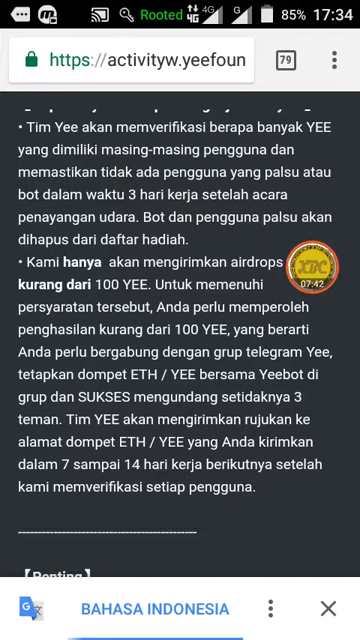 Rooted 4G 4G G 85% 17:34
https://activityw.yeefoun 79
• Tim Yee akan memverifikasi berapa banyak YEE
yang dimiliki masing-masing pengguna dan
memastikan tidak ada pengguna yang palsu atau
bot dalam waktu 3 hari kerja setelah acara
penayangan udara. Bot dan pengguna palsu akan
dihapus dari daftar hadiah.
• Kami hanya akan mengirimkan airdrops
kurang dari 100 YEE. Untuk memenuhi
XBC
07:42
persyaratan tersebut, Anda perlu memperoleh
penghasilan kurang dari 100 YEE, yang berarti
Anda perlu bergabung dengan grup telegram Yee,
tetapkan dompet ETH / YEE bersama Yeebot di
grup dan SUKSES mengundang setidaknya 3
teman. Tim YEE akan mengirimkan rujukan ke
alamat dompet ETH / YEE yang Anda kirimkan
dalam 7 sampai 14 hari kerja berikutnya setelah
kami memverifikasi setiap pengguna.
-------------------------------------------
【Penting】
BAHASA INDONESIA